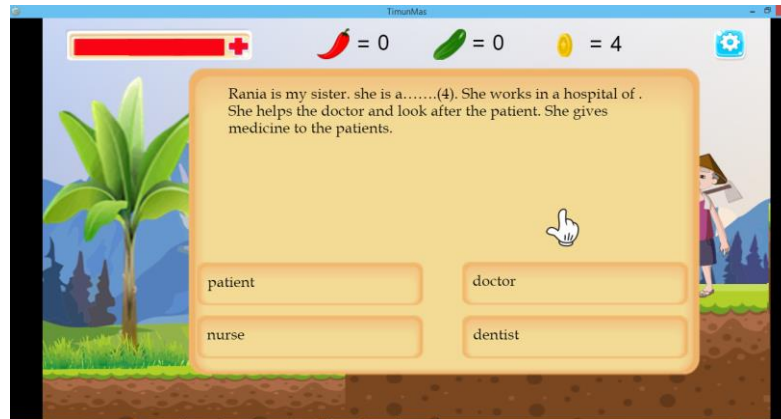 TimunMas
= 0
= 0
= 4
Rania is my sister. she is a.......(4). She works in a hospital of .
She helps the doctor and look after the patient. She gives
medicine to the patients.
patient
doctor
nurse
dentist